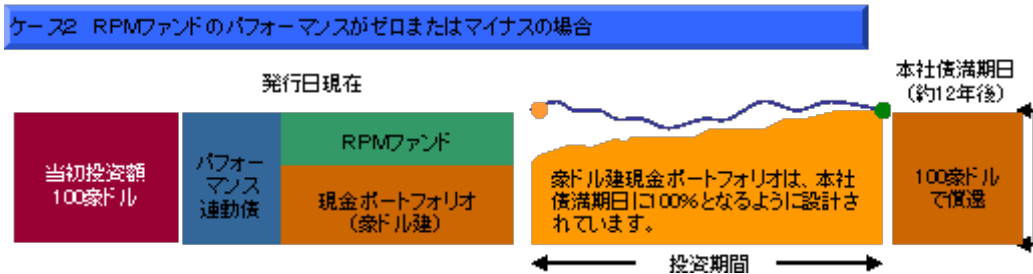 ケース2 RPMファンドのパフォーマンスがゼロまたはマイナスの場合
発行日現在
本社債満期日
(約12年後)
当初投資額
100豪ドル
パフォー
マンス
連動債
RPMファンド
現金ポートフォリオ
(豪ドル建)
豪ドル建現金ポートフォリオは、本社
債満期日に100%となるように設計さ
れています。
100豪ドル
で償還
投資期間